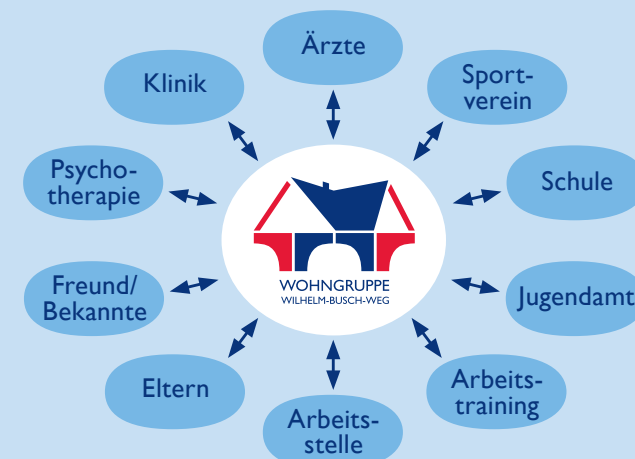 Ärzte
Klinik
Sport-
verein
Psycho-
therapie
Schule
WOHNGRUPPE
WILHELM-BUSCH-WEG
Freund/
Bekannte
Jugendamt
Eltern
Arbeits-
training
Arbeits-
stelle